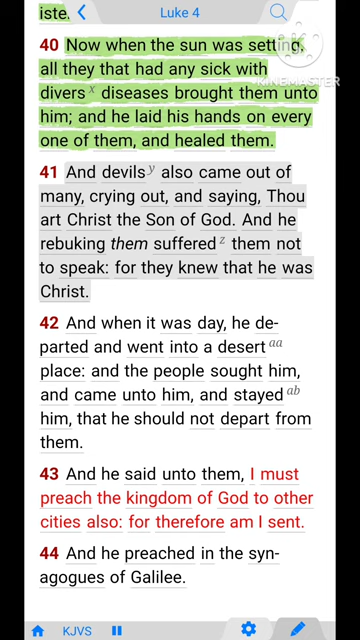 iste.
Luke 4
KINEMASTER
40 Now when the sun was setting,
all they that had any sick with
divers x diseases brought them unto
him; and he laid his hands on every
one of them, and healed them.
41 And devils y also came out of
many, crying out, and saying, Thou
art Christ the Son of God. And he
rebuking them suffered z them not
to speak: for they knew that he was
Christ.
42 And when it was day, he de-
parted and went into a desert aa
place: and the people sought him,
and came unto him, and stayed ab
him, that he should not depart from
them.
43 And he said unto them, I must
preach the kingdom of God to other
cities also: for therefore am I sent.
44 And he preached in the syn-
agogues of Galilee.
KJVS